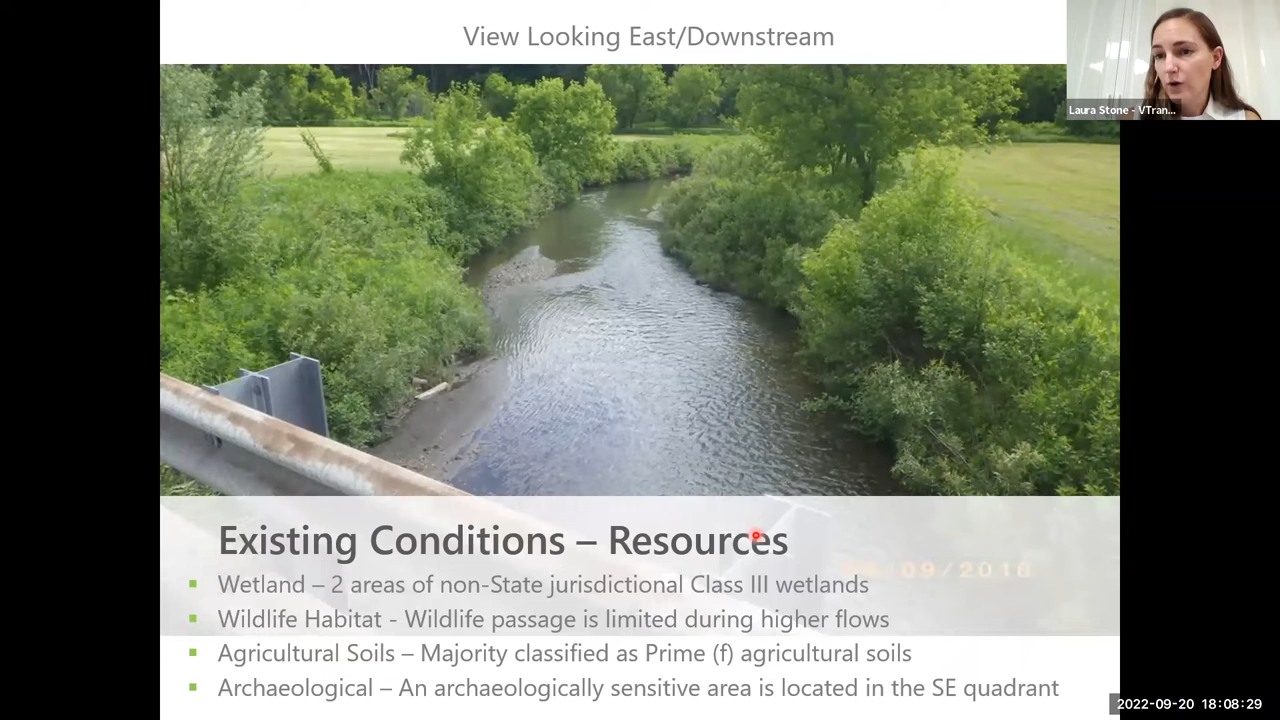 View Looking East/Downstream
Laura Stone - VTran...
Existing Conditions – Resources
/09/2016
Wetland – 2 areas of non-State jurisdictional Class III wetlands
Wildlife Habitat - Wildlife passage is limited during higher flows
Agricultural Soils – Majority classified as Prime (f) agricultural soils
Archaeological – An archaeologically sensitive area is located in the SE quadrant
2022-09-20 18:08:29